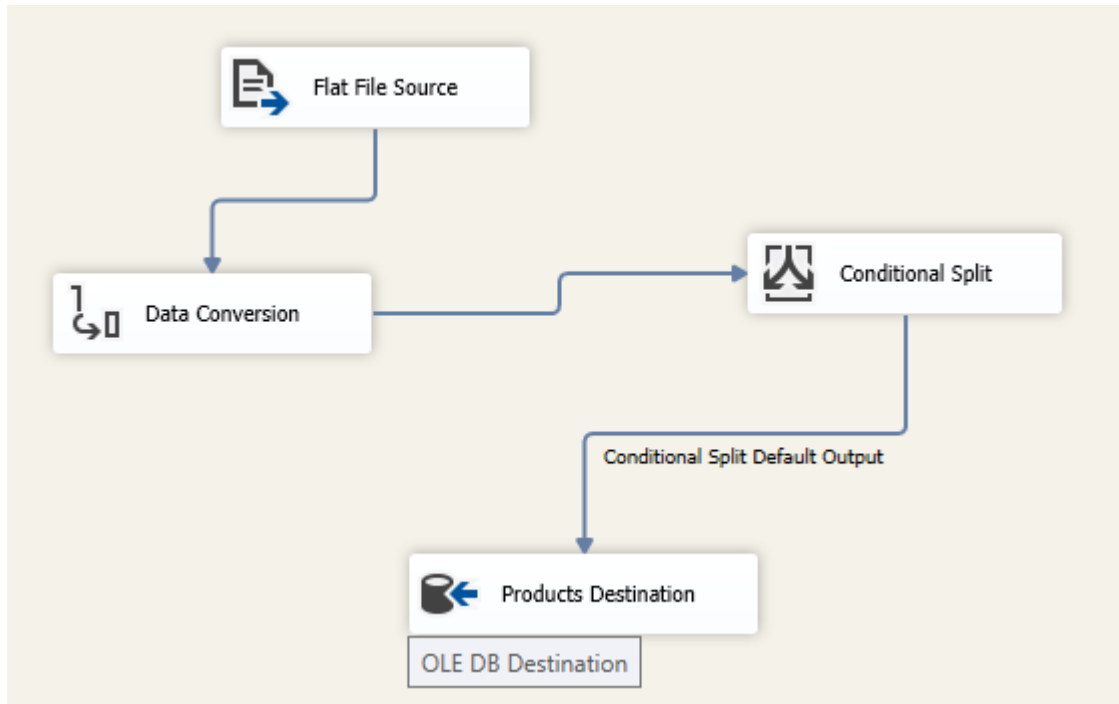 Flat File Source
Data Conversion
Conditional Split
Conditional Split Default Output
Products Destination
OLE DB Destination